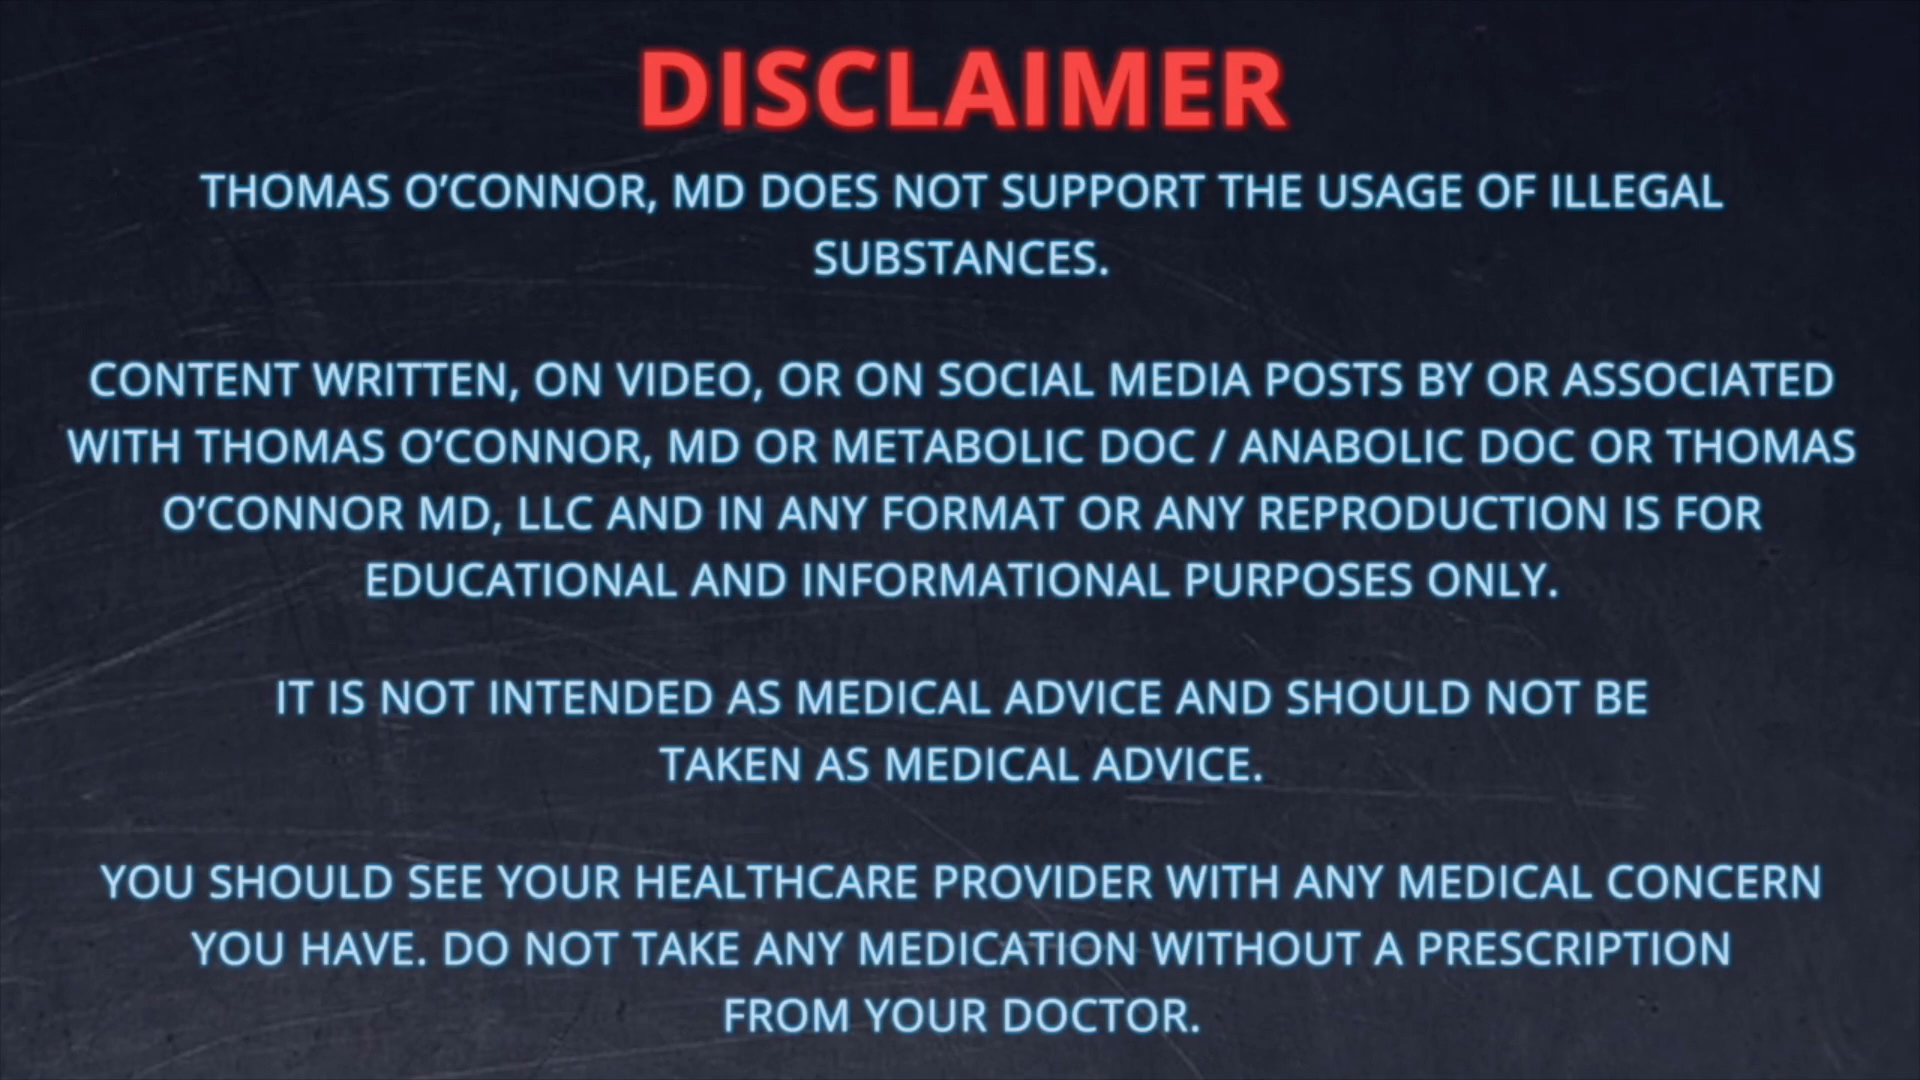 DISCLAIMER
THOMAS O’CONNOR, MD DOES NOT SUPPORT THE USAGE OF ILLEGAL
SUBSTANCES.
CONTENT WRITTEN, ON VIDEO, OR ON SOCIAL MEDIA POSTS BY OR ASSOCIATED
WITH THOMAS O’CONNOR, MD OR METABOLIC DOC / ANABOLIC DOC OR THOMAS
O’CONNOR MD, LLC AND IN ANY FORMAT OR ANY REPRODUCTION IS FOR
EDUCATIONAL AND INFORMATIONAL PURPOSES ONLY.
IT IS NOT INTENDED AS MEDICAL ADVICE AND SHOULD NOT BE
TAKEN AS MEDICAL ADVICE.
YOU SHOULD SEE YOUR HEALTHCARE PROVIDER WITH ANY MEDICAL CONCERN
YOU HAVE. DO NOT TAKE ANY MEDICATION WITHOUT A PRESCRIPTION
FROM YOUR DOCTOR.